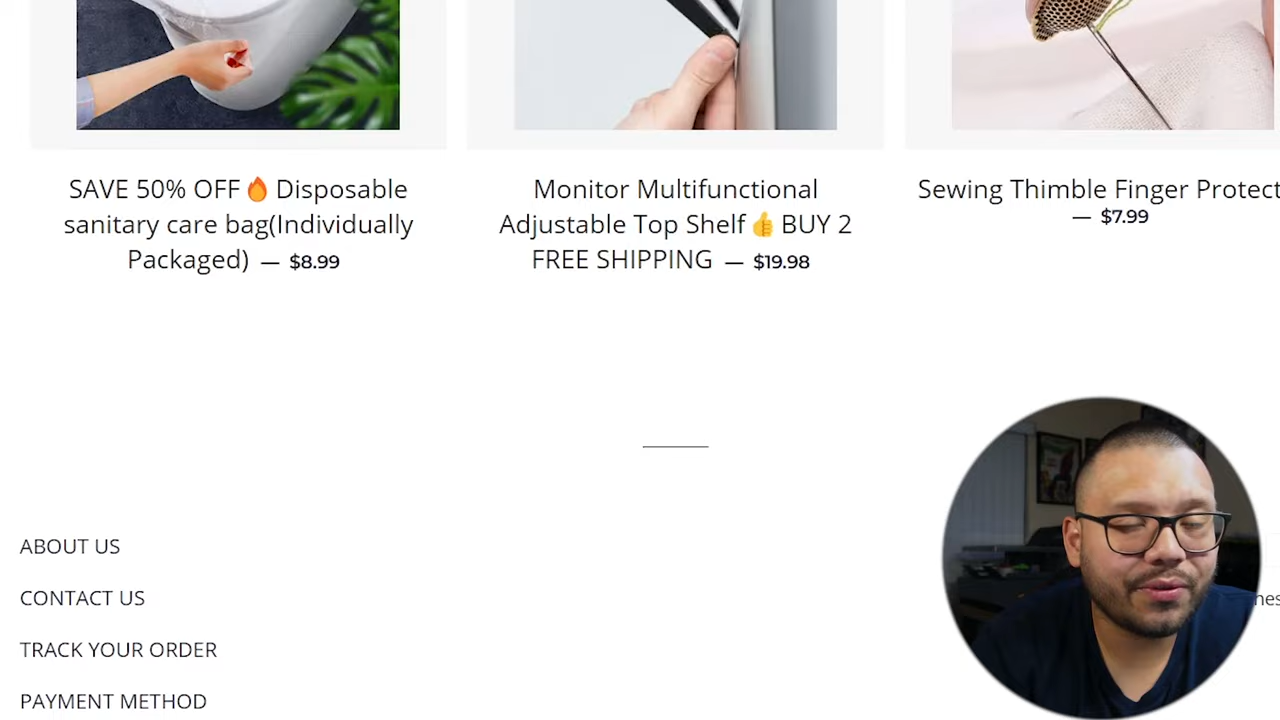 SAVE 50% OFF🔥 Disposable
sanitary care bag(Individually
Packaged) — $8.99
Monitor Multifunctional
Adjustable Top Shelf👍BUY 2
FREE SHIPPING — $19.98
Sewing Thimble Finger Protect
— $7.99
ABOUT US
CONTACT US
TRACK YOUR ORDER
PAYMENT METHOD